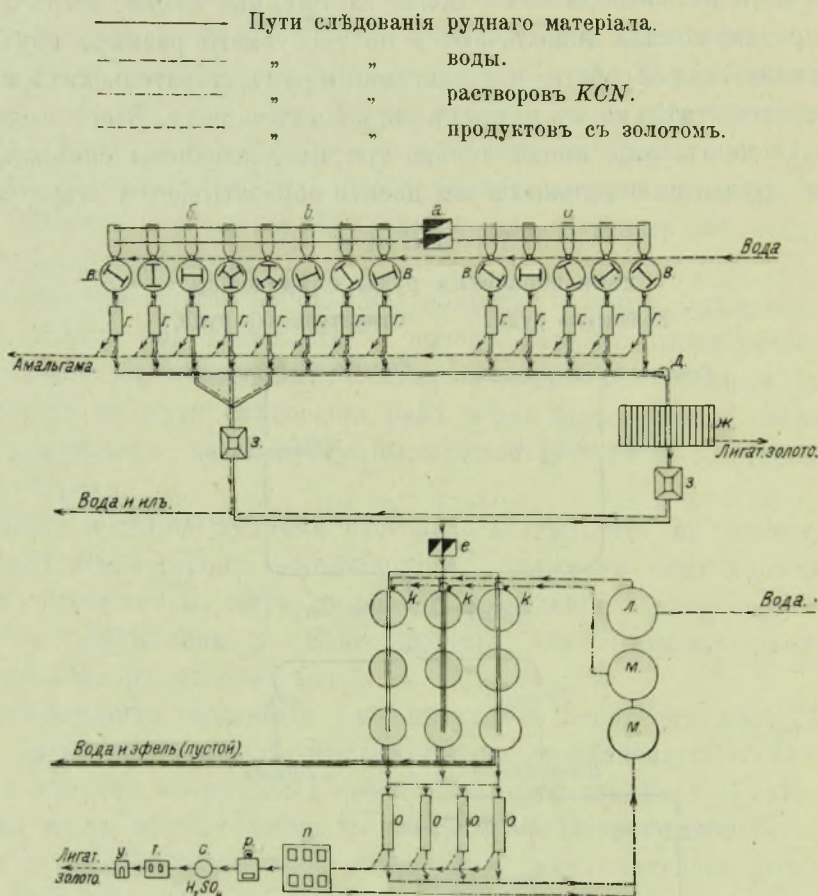 Пути слѣдованія руднаго матеріала.
„ „ воды.
„ „ растворовъ KCN.
„ „ продуктовъ съ золотомъ.
б. b. а. и.
Вода
в. в. в. в.
г. г. г. г. г. г. г. г. г. г. г. г. г.
Амальгама.
Д.
ж.
Лигат. золото.
з. з.
Вода и илъ.
е
к к к.
л.
Вода.
м.
м.
Вода и эфель (пустой).
о о о о
п
Лигат. золото.
у. т. с р.
H₂SO₄